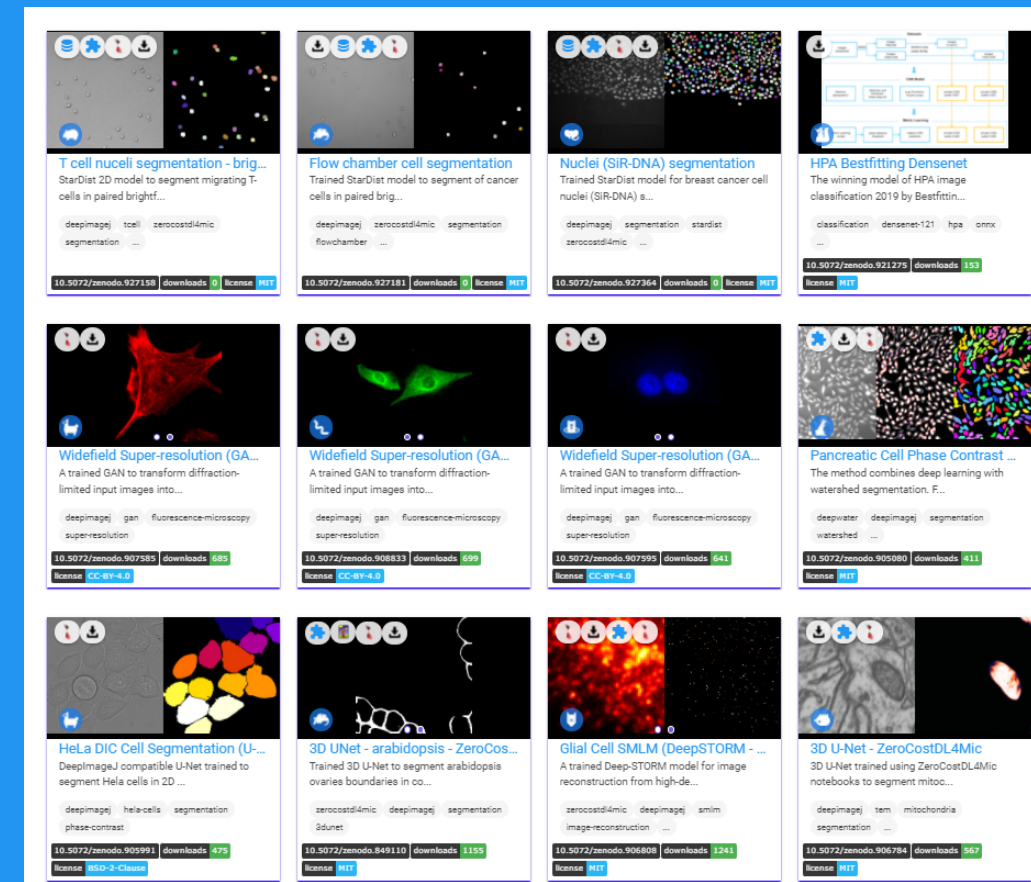 T cell nuceli segmentation - brig...
StarDist 2D model to segment migrating T-
cells in paired brightf...
deepimagej tcell zerocostdl4mic
segmentation ...
10.5072/zenodo.927158 downloads 0 license MIT
Flow chamber cell segmentation
Trained StarDist model to segment of cancer
cells in paired brig...
deepimagej zerocostdl4mic segmentation
flowchamber ...
10.5072/zenodo.927181 downloads 0 license MIT
Nuclei (SiR-DNA) segmentation
Trained StarDist model for breast cancer cell
nuclei (SiR-DNA) s...
deepimagej segmentation stardist
zerocostdl4mic ...
10.5072/zenodo.927364 downloads 0 license MIT
HPA Bestfitting Densenet
The winning model of HPA image
classification 2019 by Bestfittin...
classification densenet-121 hpa onnx
...
10.5072/zenodo.921275 downloads 153
license MIT
Widefield Super-resolution (GA...
A trained GAN to transform diffraction-
limited input images into...
deepimagej gan fluorescence-microscopy
super-resolution
10.5072/zenodo.907585 downloads 685
license CC-BY-4.0
Widefield Super-resolution (GA...
A trained GAN to transform diffraction-
limited input images into...
deepimagej gan fluorescence-microscopy
super-resolution
10.5072/zenodo.908833 downloads 699
license CC-BY-4.0
Widefield Super-resolution (GA...
A trained GAN to transform diffraction-
limited input images into...
deepimagej gan fluorescence-microscopy
super-resolution
10.5072/zenodo.907595 downloads 641
license CC-BY-4.0
Pancreatic Cell Phase Contrast ...
The method combines deep learning with
watershed segmentation. F...
deepwater deepimagej segmentation
watershed ...
10.5072/zenodo.905080 downloads 411
license MIT
HeLa DIC Cell Segmentation (U-...
DeepImageJ compatible U-Net trained to
segment Hela cells in 2D ...
deepimagej hela-cells segmentation
phase-contrast
10.5072/zenodo.905991 downloads 475
license BSD-2-Clause
3D UNet - arabidopsis - ZeroCos...
Trained 3D U-Net to segment arabidopsis
ovaries boundaries in co...
zerocostdl4mic deepimagej segmentation
3dunet
10.5072/zenodo.849110 downloads 1155
license MIT
Glial Cell SMLM (DeepSTORM - ...
A trained Deep-STORM model for image
reconstruction from high-de...
zerocostdl4mic deepimagej smlm
image-reconstruction ...
10.5072/zenodo.906808 downloads 1241
license MIT
3D U-Net - ZeroCostDL4Mic
3D U-Net trained using ZeroCostDL4Mic
notebooks to segment mitoc...
deepimagej tem mitochondria
segmentation ...
10.5072/zenodo.906784 downloads 567
license MIT